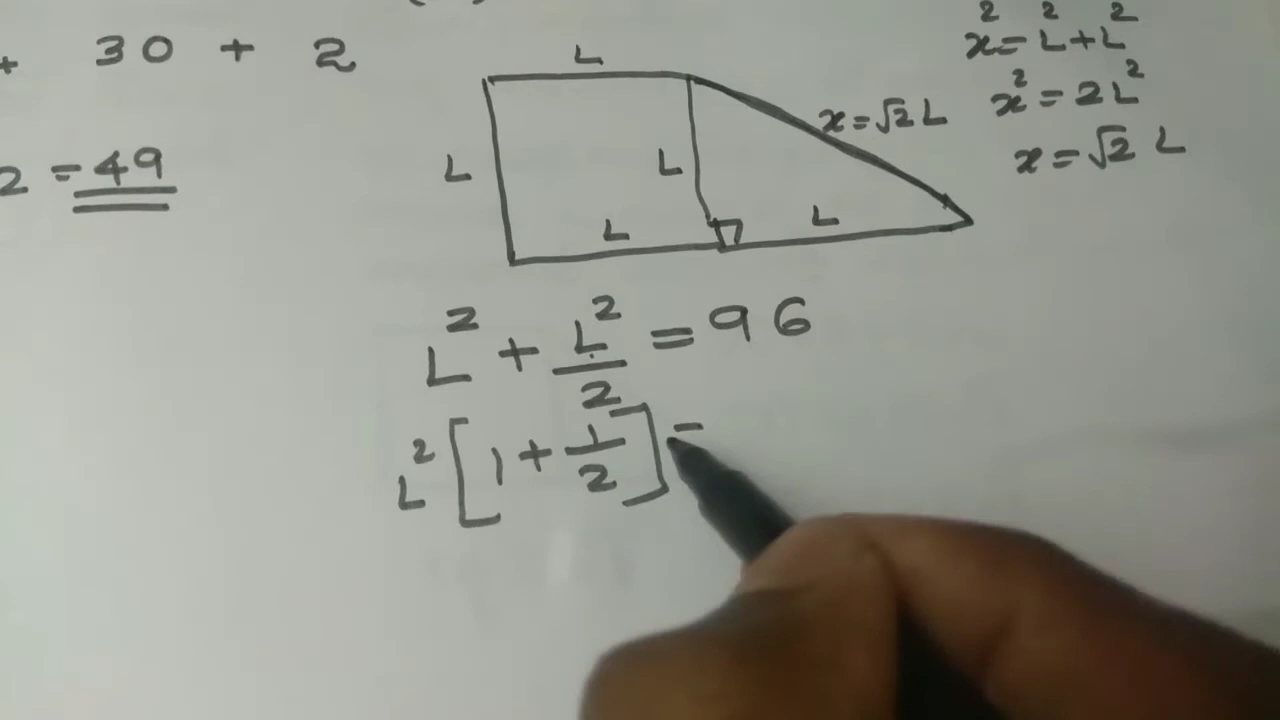 + 30 + 2
2 = 49
L
L
L
L
L
x = √2 L
x² = L² + L²
x² = 2L²
x = √2 L
L² + L²/2 = 96
L² [1 + 1/2] =